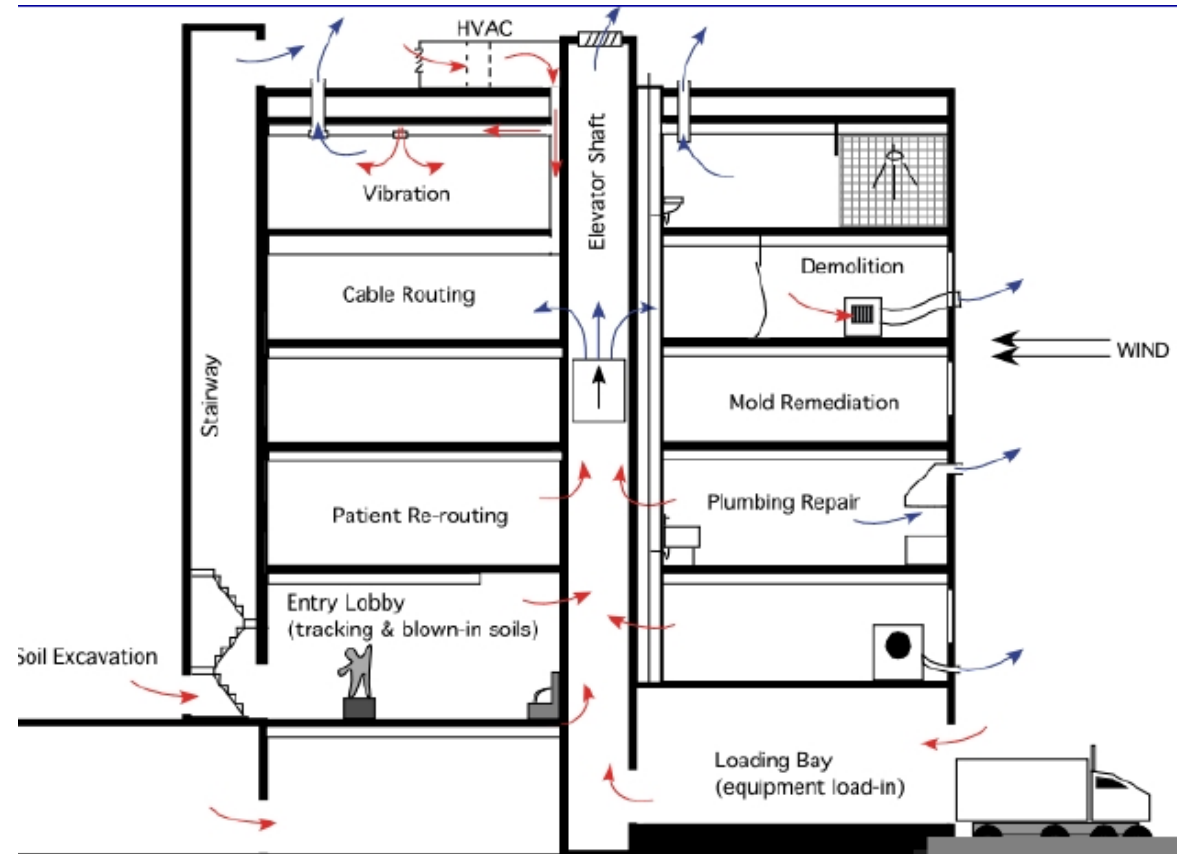 HVAC
Elevator Shaft
Vibration
Demolition
Cable Routing
WIND
Stairway
Mold Remediation
Patient Re-routing
Plumbing Repair
Entry Lobby
(tracking & blown-in soils)
Soil Excavation
Loading Bay
(equipment load-in)